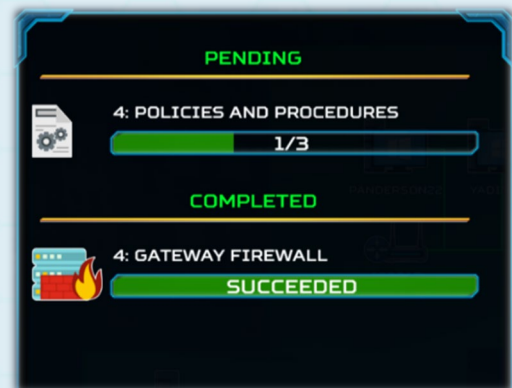 PENDING
4: POLICIES AND PROCEDURES
1/3
COMPLETED
4: GATEWAY FIREWALL
SUCCEEDED